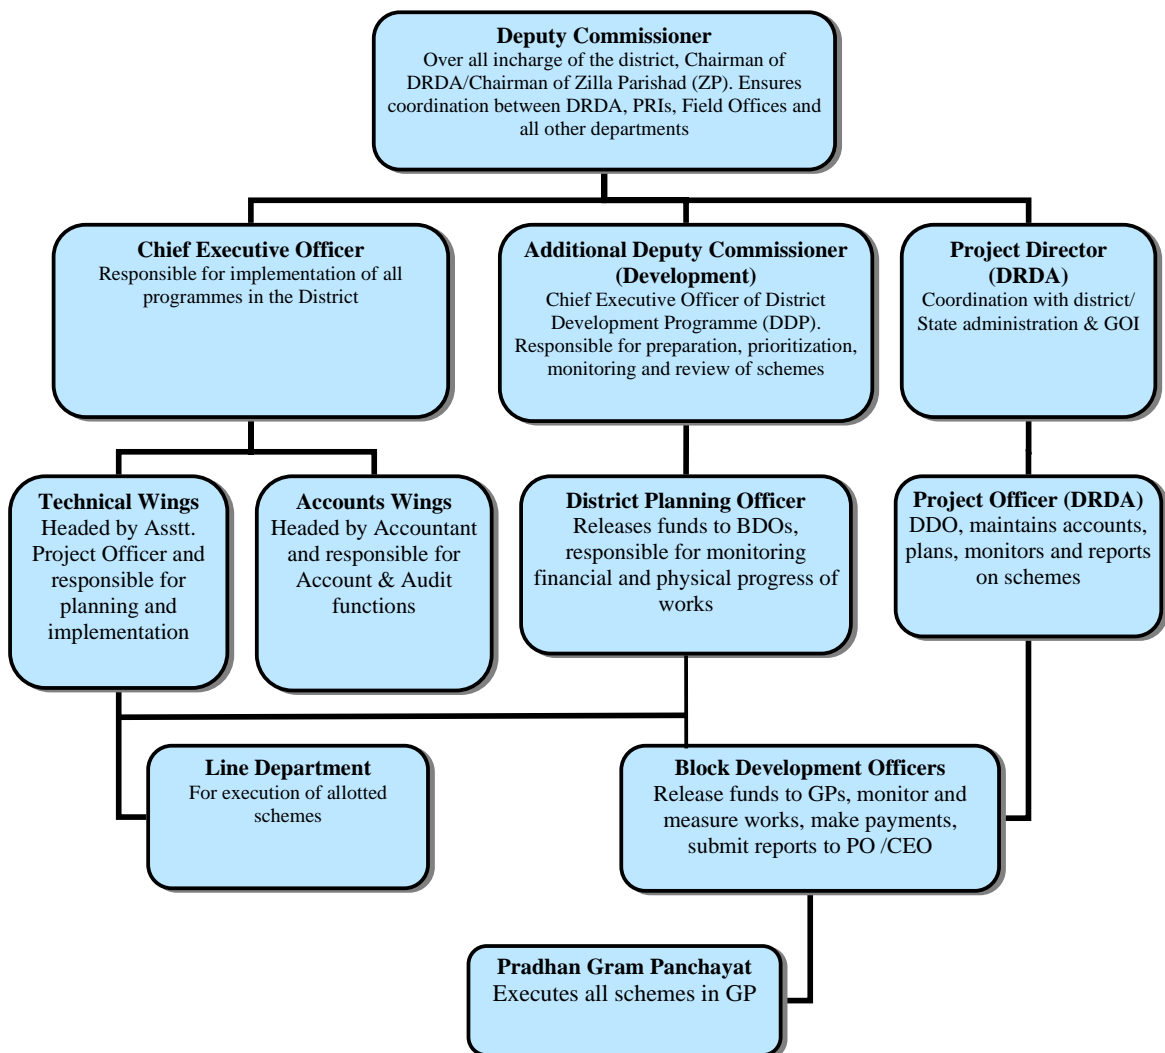 Deputy Commissioner
Over all incharge of the district, Chairman of
DRDA/Chairman of Zilla Parishad (ZP). Ensures
coordination between DRDA, PRIs, Field Offices and
all other departments
Chief Executive Officer
Responsible for implementation of all
programmes in the District
Additional Deputy Commissioner
(Development)
Chief Executive Officer of District
Development Programme (DDP).
Responsible for preparation, prioritization,
monitoring and review of schemes
Project Director
(DRDA)
Coordination with district/
State administration & GOI
Technical Wings
Headed by Asstt.
Project Officer and
responsible for
planning and
implementation
Accounts Wings
Headed by Accountant
and responsible for
Account & Audit
functions
District Planning Officer
Releases funds to BDOs,
responsible for monitoring
financial and physical progress of
works
Project Officer (DRDA)
DDO, maintains accounts,
plans, monitors and reports
on schemes
Line Department
For execution of allotted
schemes
Block Development Officers
Release funds to GPs, monitor and
measure works, make payments,
submit reports to PO /CEO
Pradhan Gram Panchayat
Executes all schemes in GP